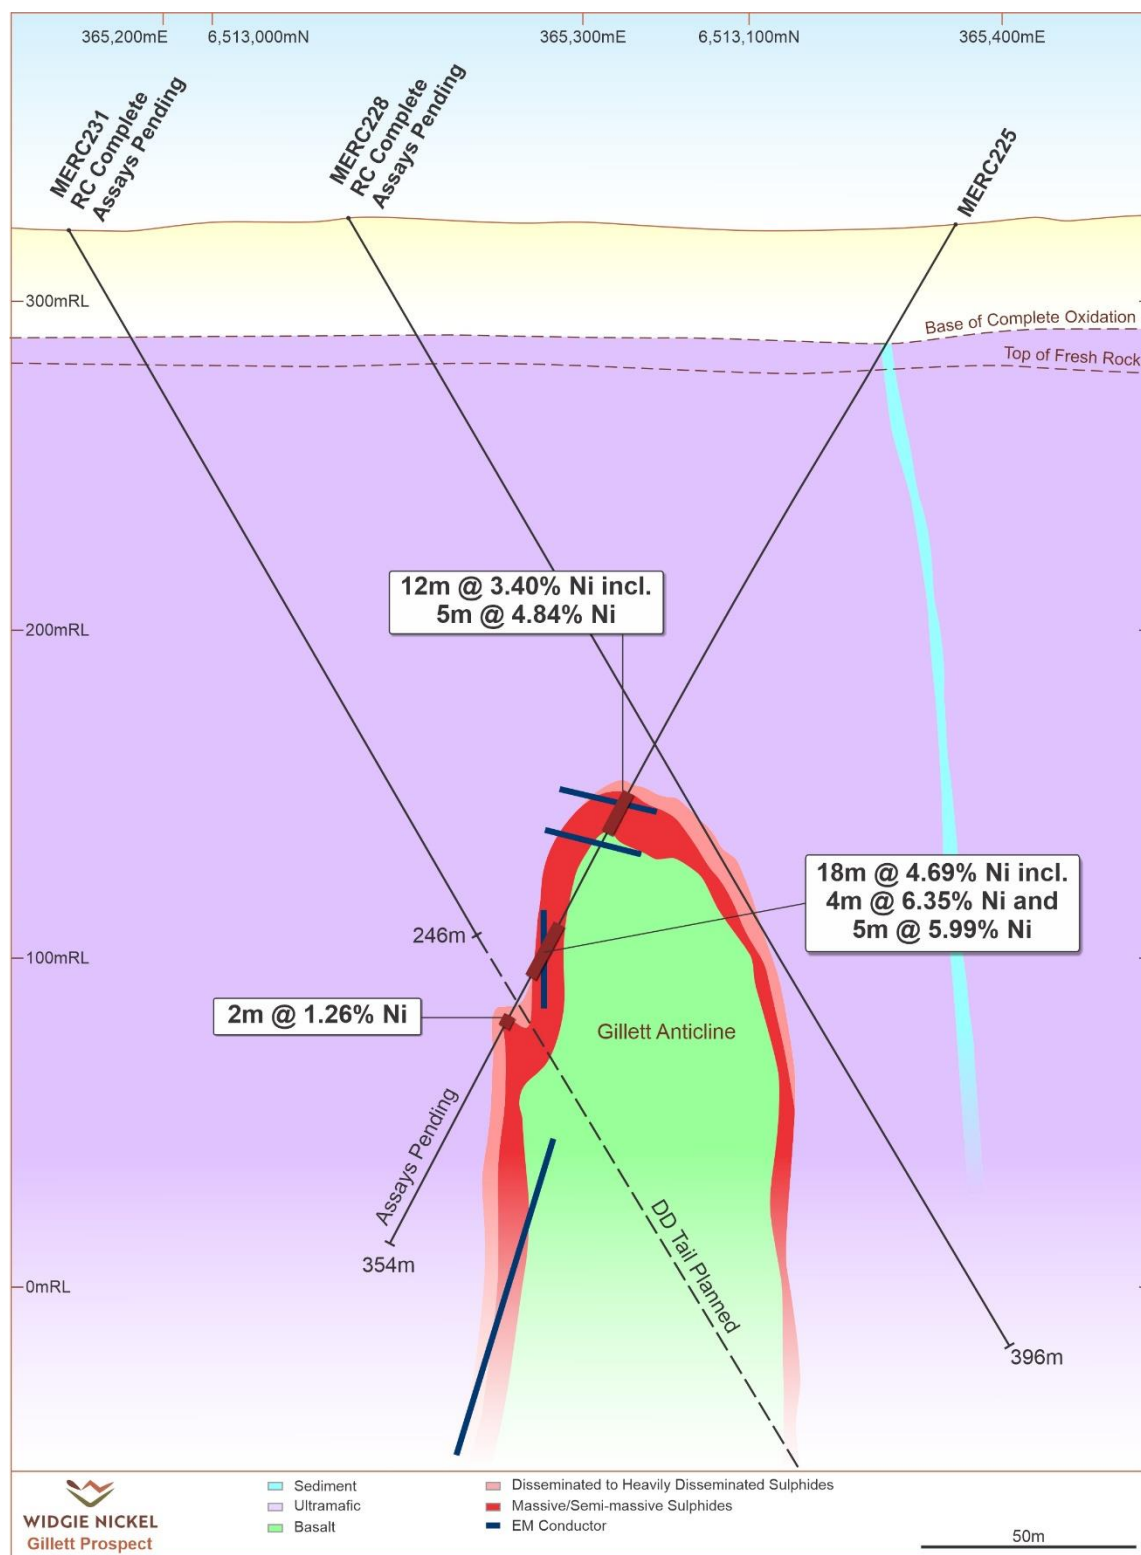 365,200mE
6,513,000mN
365,300mE
6,513,100mN
365,400mE
MERC231
RC Complete
Assays Pending
MERC228
RC Complete
Assays Pending
MERC225
300mRL
Base of Complete Oxidation
Top of Fresh Rock
12m @ 3.40% Ni incl.
5m @ 4.84% Ni
200mRL
18m @ 4.69% Ni incl.
4m @ 6.35% Ni and
5m @ 5.99% Ni
246m
100mRL
2m @ 1.26% Ni
Gillett Anticline
Assays Pending
354m
DD Tail Planned
0mRL
396m
WIDGIE NICKEL
Gillett Prospect
Sediment
Ultramafic
Basalt
Disseminated to Heavily Disseminated Sulphides
Massive/Semi-massive Sulphides
EM Conductor
50m